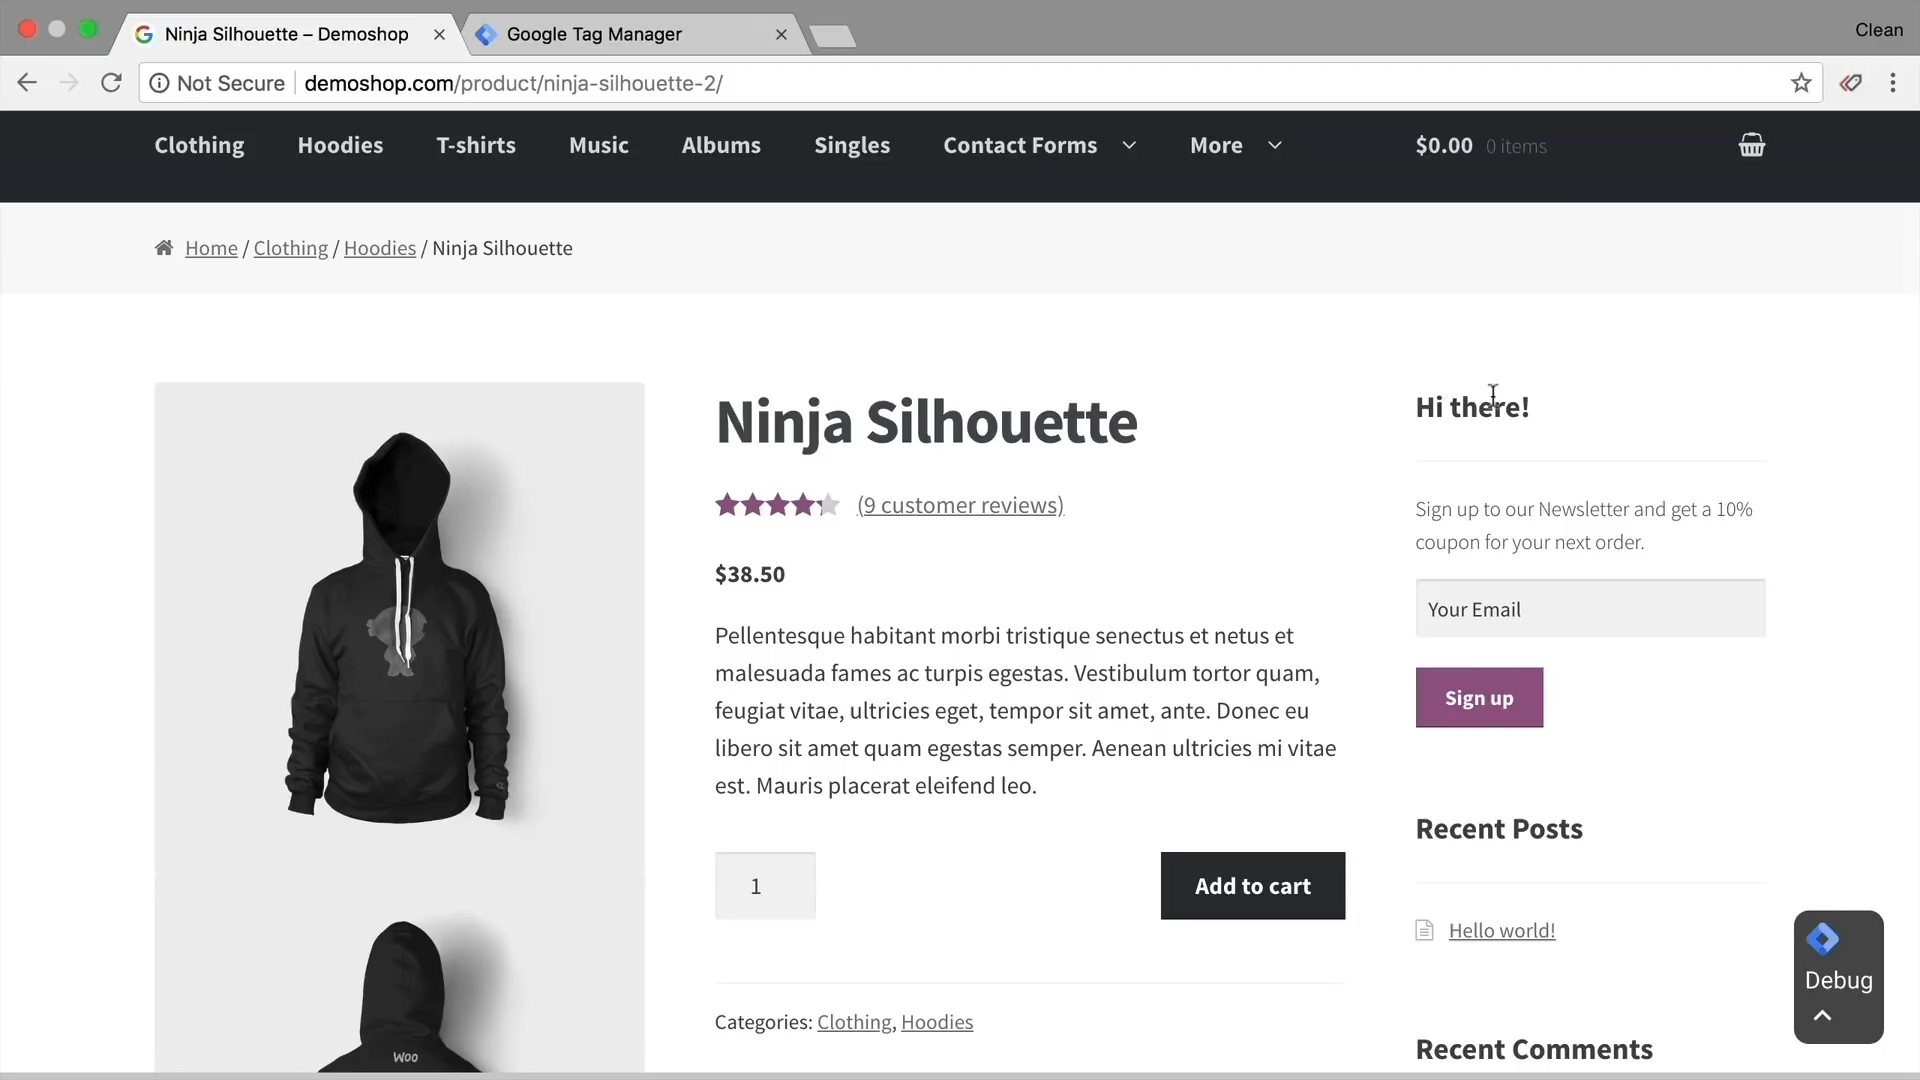 Ninja Silhouette – Demoshop
Google Tag Manager
Clean
Not Secure
demoshop.com/product/ninja-silhouette-2/
Clothing
Hoodies
T-shirts
Music
Albums
Singles
Contact Forms
More
$0.00 0 items
Home / Clothing / Hoodies / Ninja Silhouette
Ninja Silhouette
(9 customer reviews)
$38.50
Pellentesque habitant morbi tristique senectus et netus et
malesuada fames ac turpis egestas. Vestibulum tortor quam,
feugiat vitae, ultricies eget, tempor sit amet, ante. Donec eu
libero sit amet quam egestas semper. Aenean ultricies mi vitae
est. Mauris placerat eleifend leo.
1
Add to cart
Categories: Clothing, Hoodies
Woo
Hi there!
Sign up to our Newsletter and get a 10%
coupon for your next order.
Your Email
Sign up
Recent Posts
Hello world!
Recent Comments
Debug